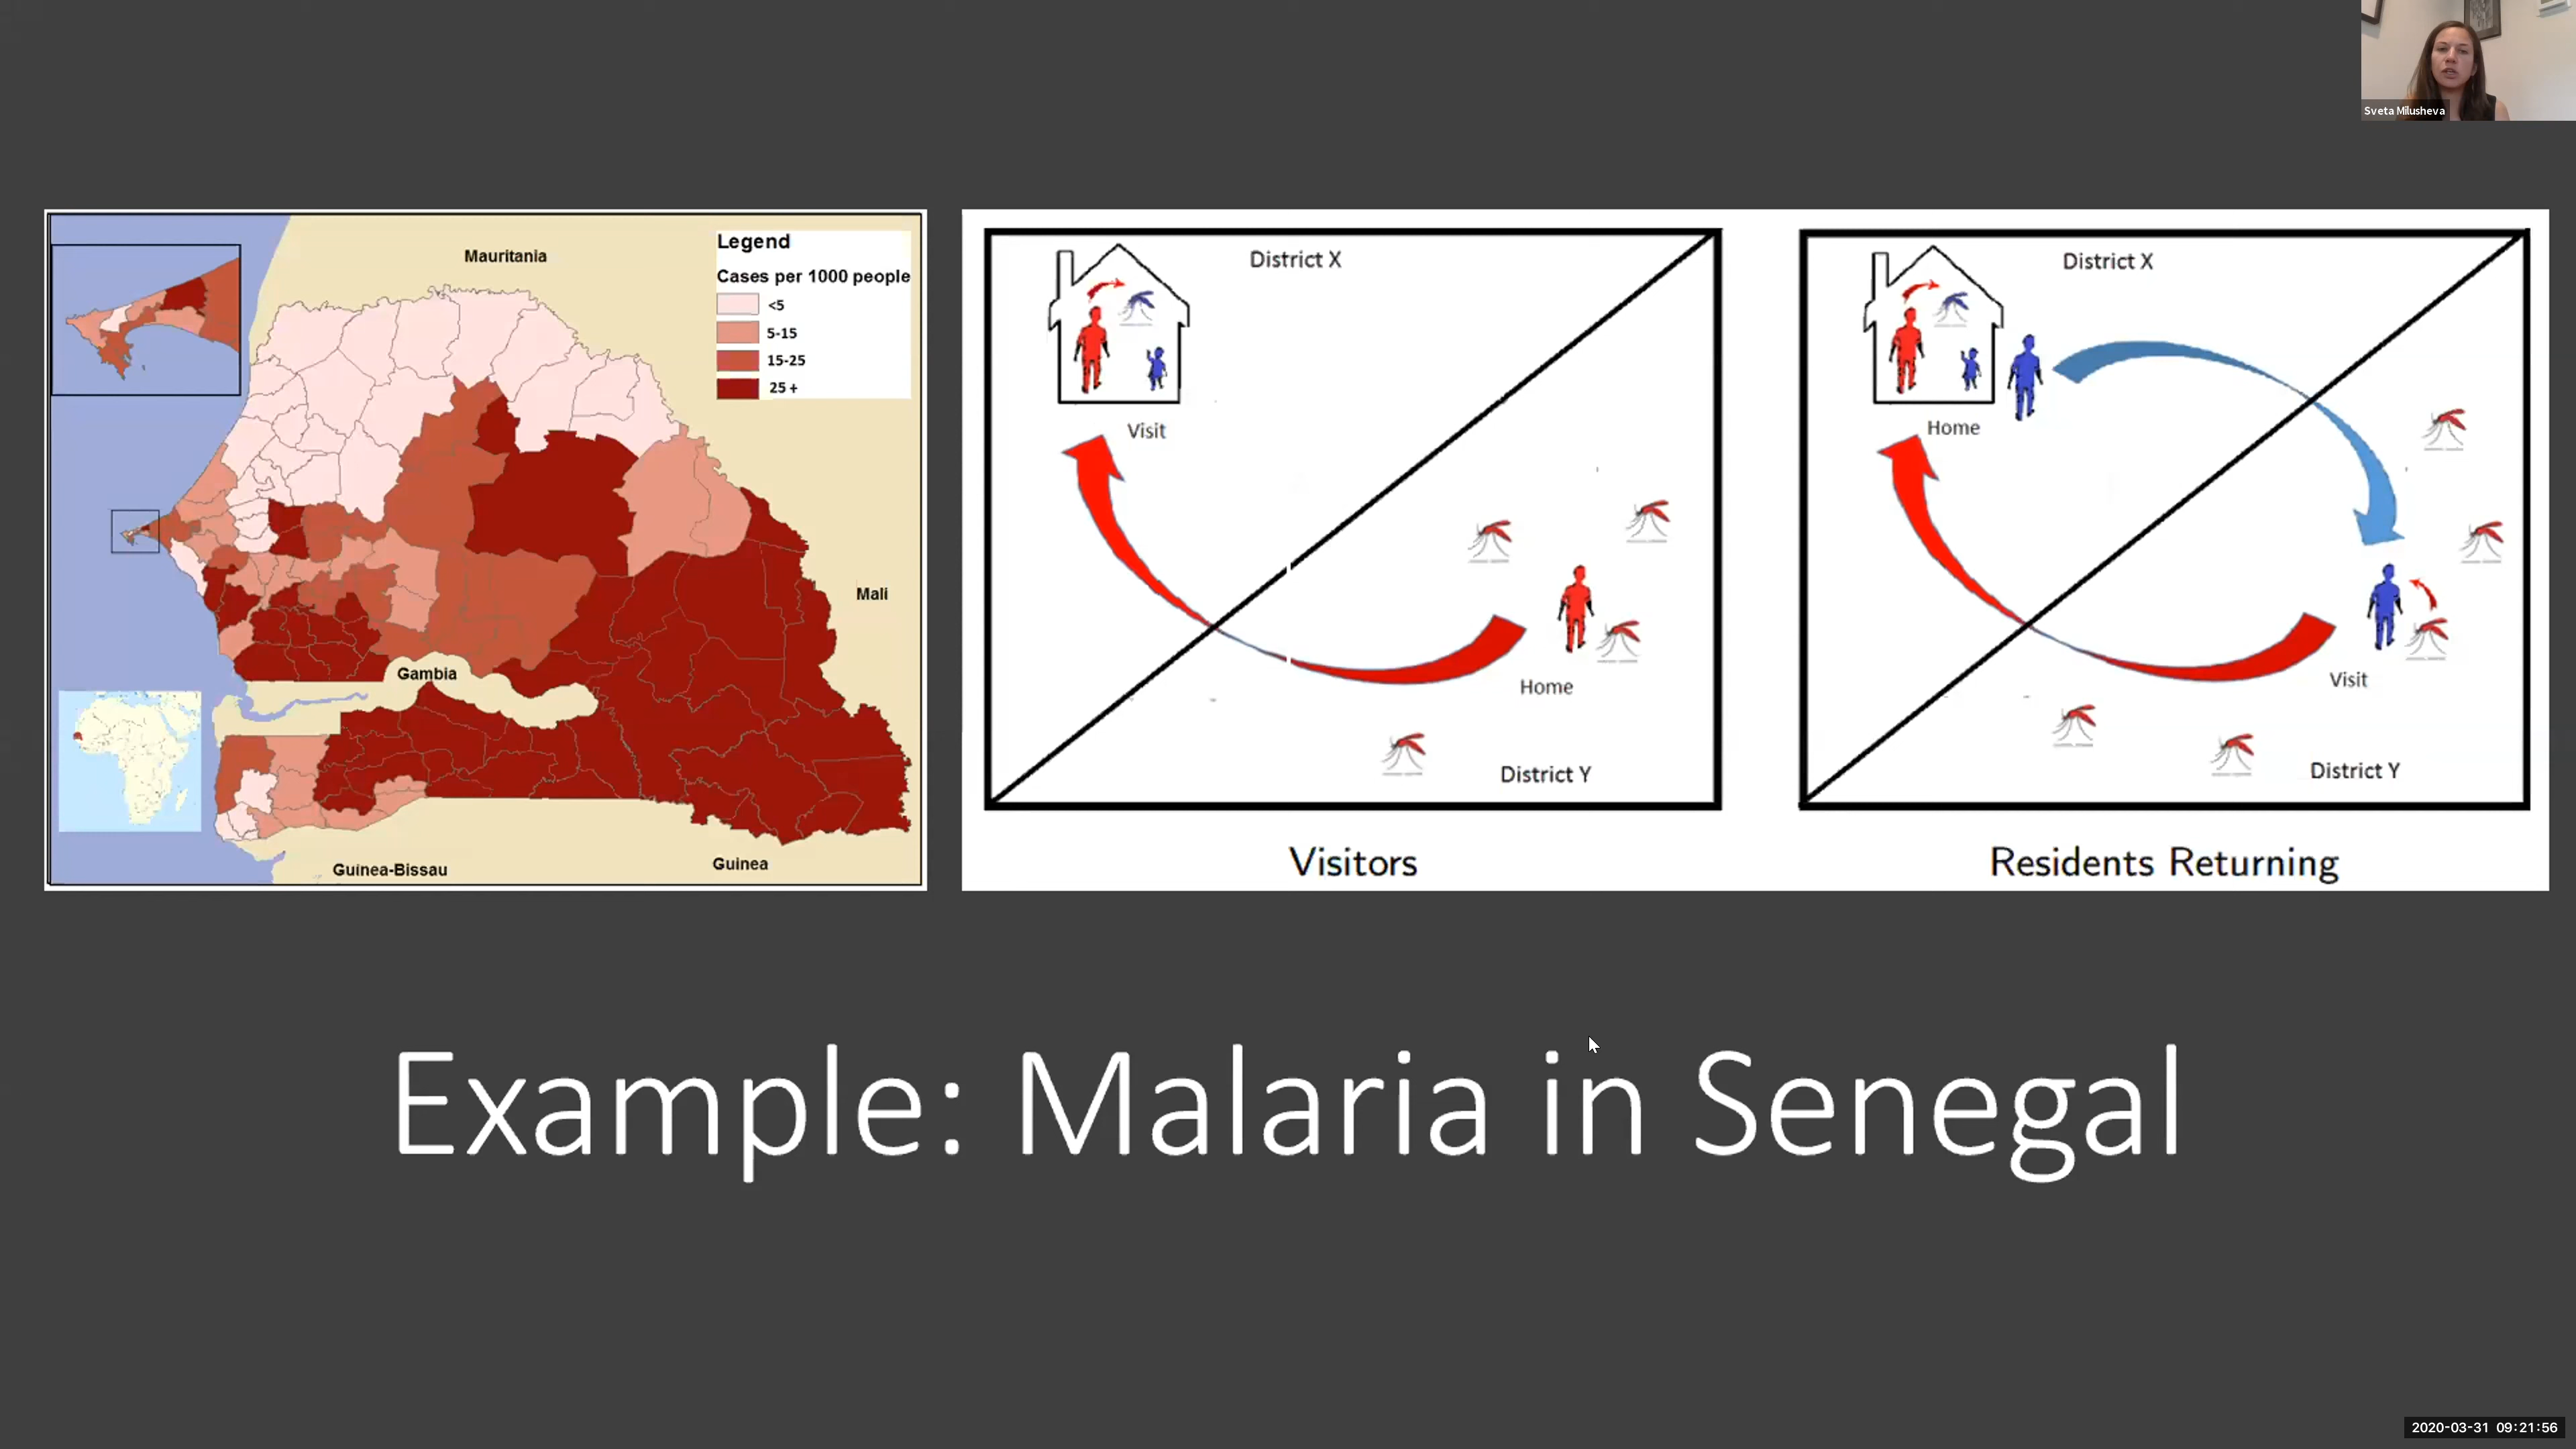 Sveta Milusheva
Mauritania
Legend
Cases per 1000 people
<5
5-15
15-25
25 +
Mali
Gambia
Guinea-Bissau
Guinea
District X
Visit
Home
District Y
Visitors
District X
Home
Visit
District Y
Residents Returning
Example: Malaria in Senegal
2020-03-31 09:21:56